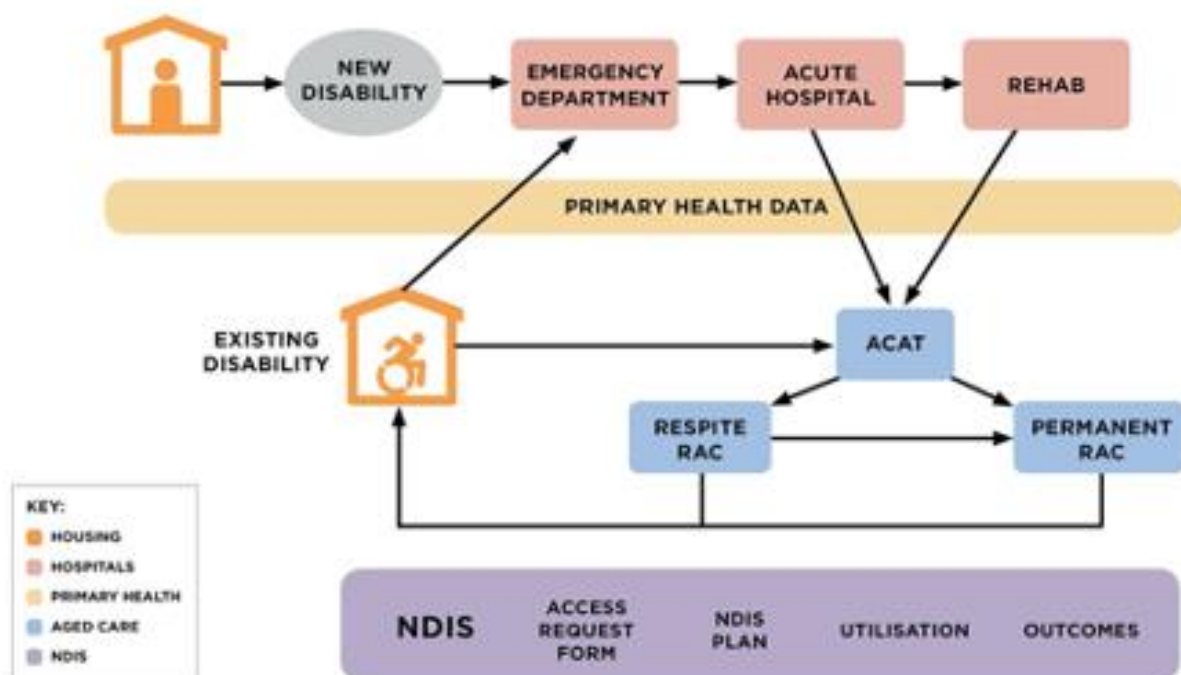 NEW
DISABILITY
EMERGENCY
DEPARTMENT
ACUTE
HOSPITAL
REHAB
PRIMARY HEALTH DATA
EXISTING
DISABILITY
ACAT
RESPITE
RAC
PERMANENT
RAC
KEY:
HOUSING
HOSPITALS
PRIMARY HEALTH
AGED CARE
NDIS
NDIS
ACCESS
REQUEST
FORM
NDIS
PLAN
UTILISATION
OUTCOMES